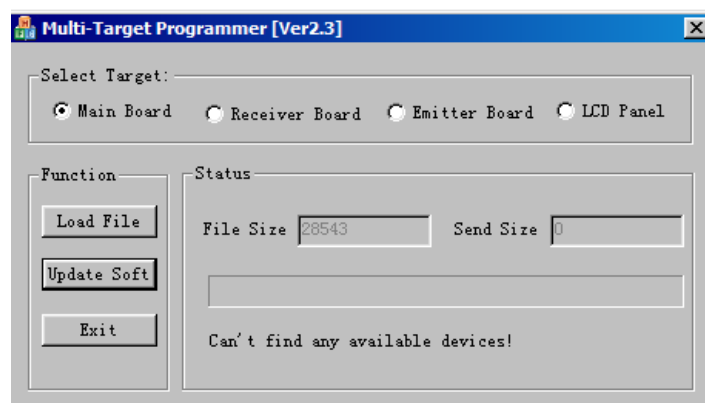 Multi-Target Programmer [Ver2.3]
Select Target:
Main Board Receiver Board Emitter Board LCD Panel
Function
Status
Load File
File Size 28543 Send Size 0
Update Soft
Exit
Can't find any available devices!